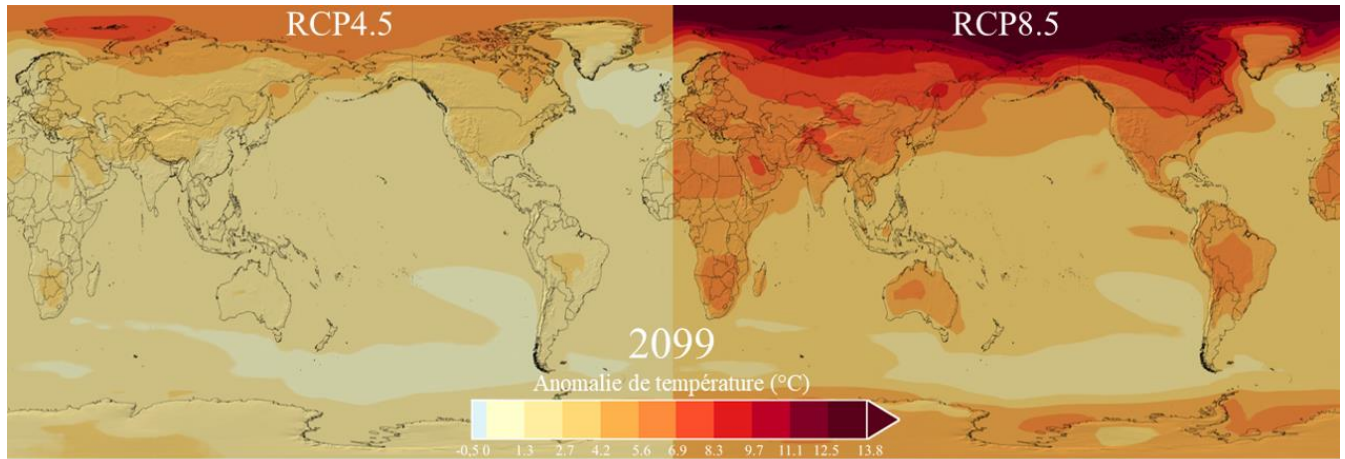 RCP4.5 RCP8.5
2099
Anomalie de température (°C)
-0,5 0 1.3 2.7 4.2 5.6 6.9 8.3 9.7 11.1 12.5 13.8